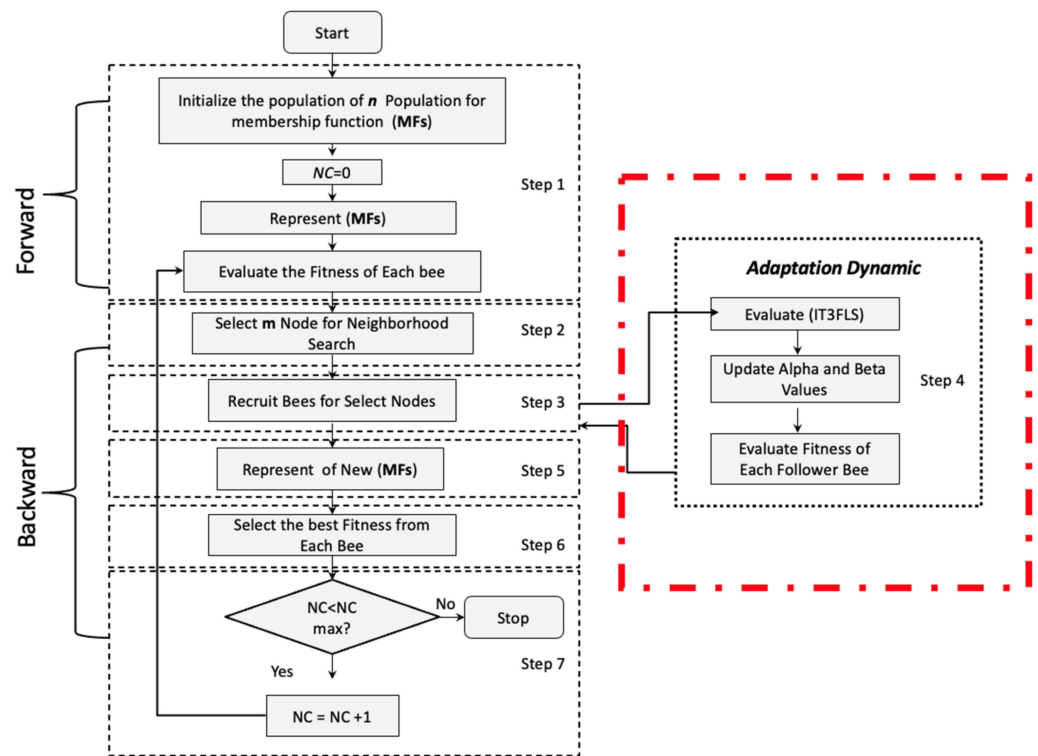 Start
Initialize the population of n Population for
membership function (MFs)
NC=0
Step 1
Represent (MFs)
Evaluate the Fitness of Each bee
Forward
Select m Node for Neighborhood
Search
Step 2
Recruit Bees for Select Nodes
Step 3
Adaptation Dynamic
Evaluate (IT3FLS)
Update Alpha and Beta
Values
Step 4
Evaluate Fitness of
Each Follower Bee
Represent of New (MFs)
Step 5
Backward
Select the best Fitness from
Each Bee
Step 6
NC<NC
max?
No
Stop
Yes
Step 7
NC = NC +1